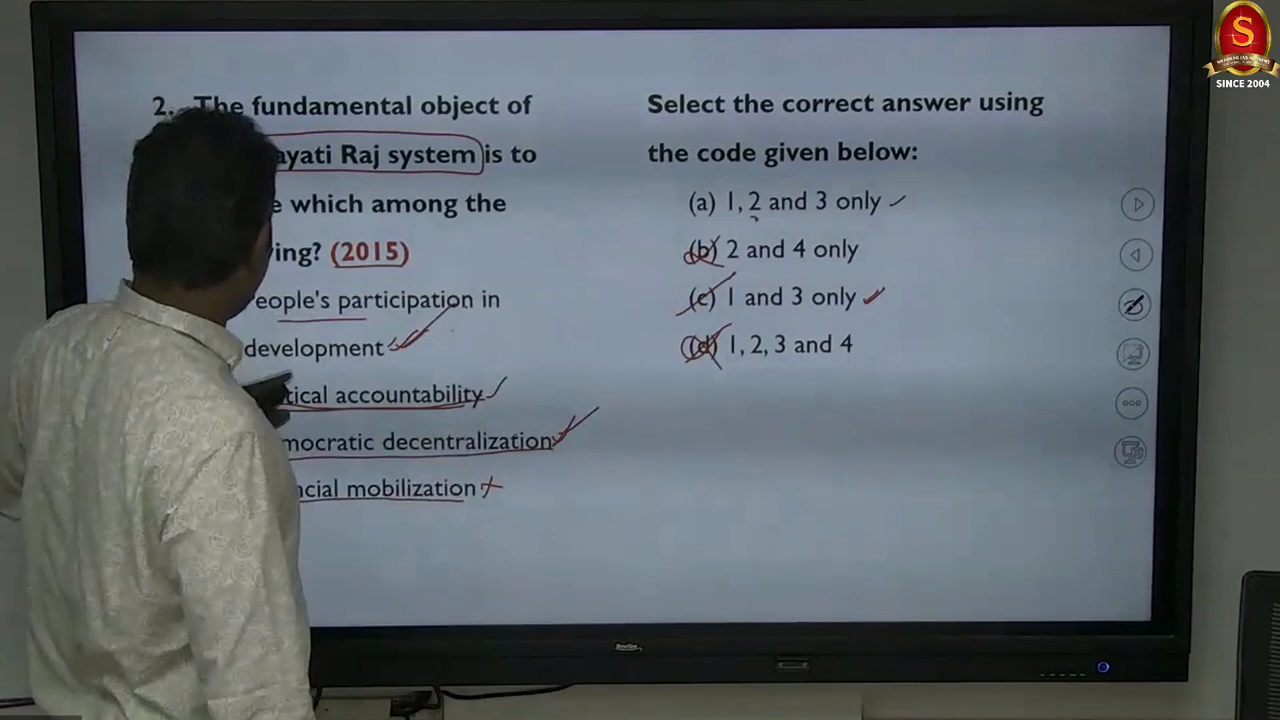 2. The fundamental object of
ayati Raj system is to
e which among the
ing? (2015)
eople's participation in
development
tical accountability
mocratic decentralization
ncial mobilization
Select the correct answer using
the code given below:
(a) 1, 2 and 3 only
(b) 2 and 4 only
(c) 1 and 3 only
(d) 1, 2, 3 and 4
S
SINCE 2004